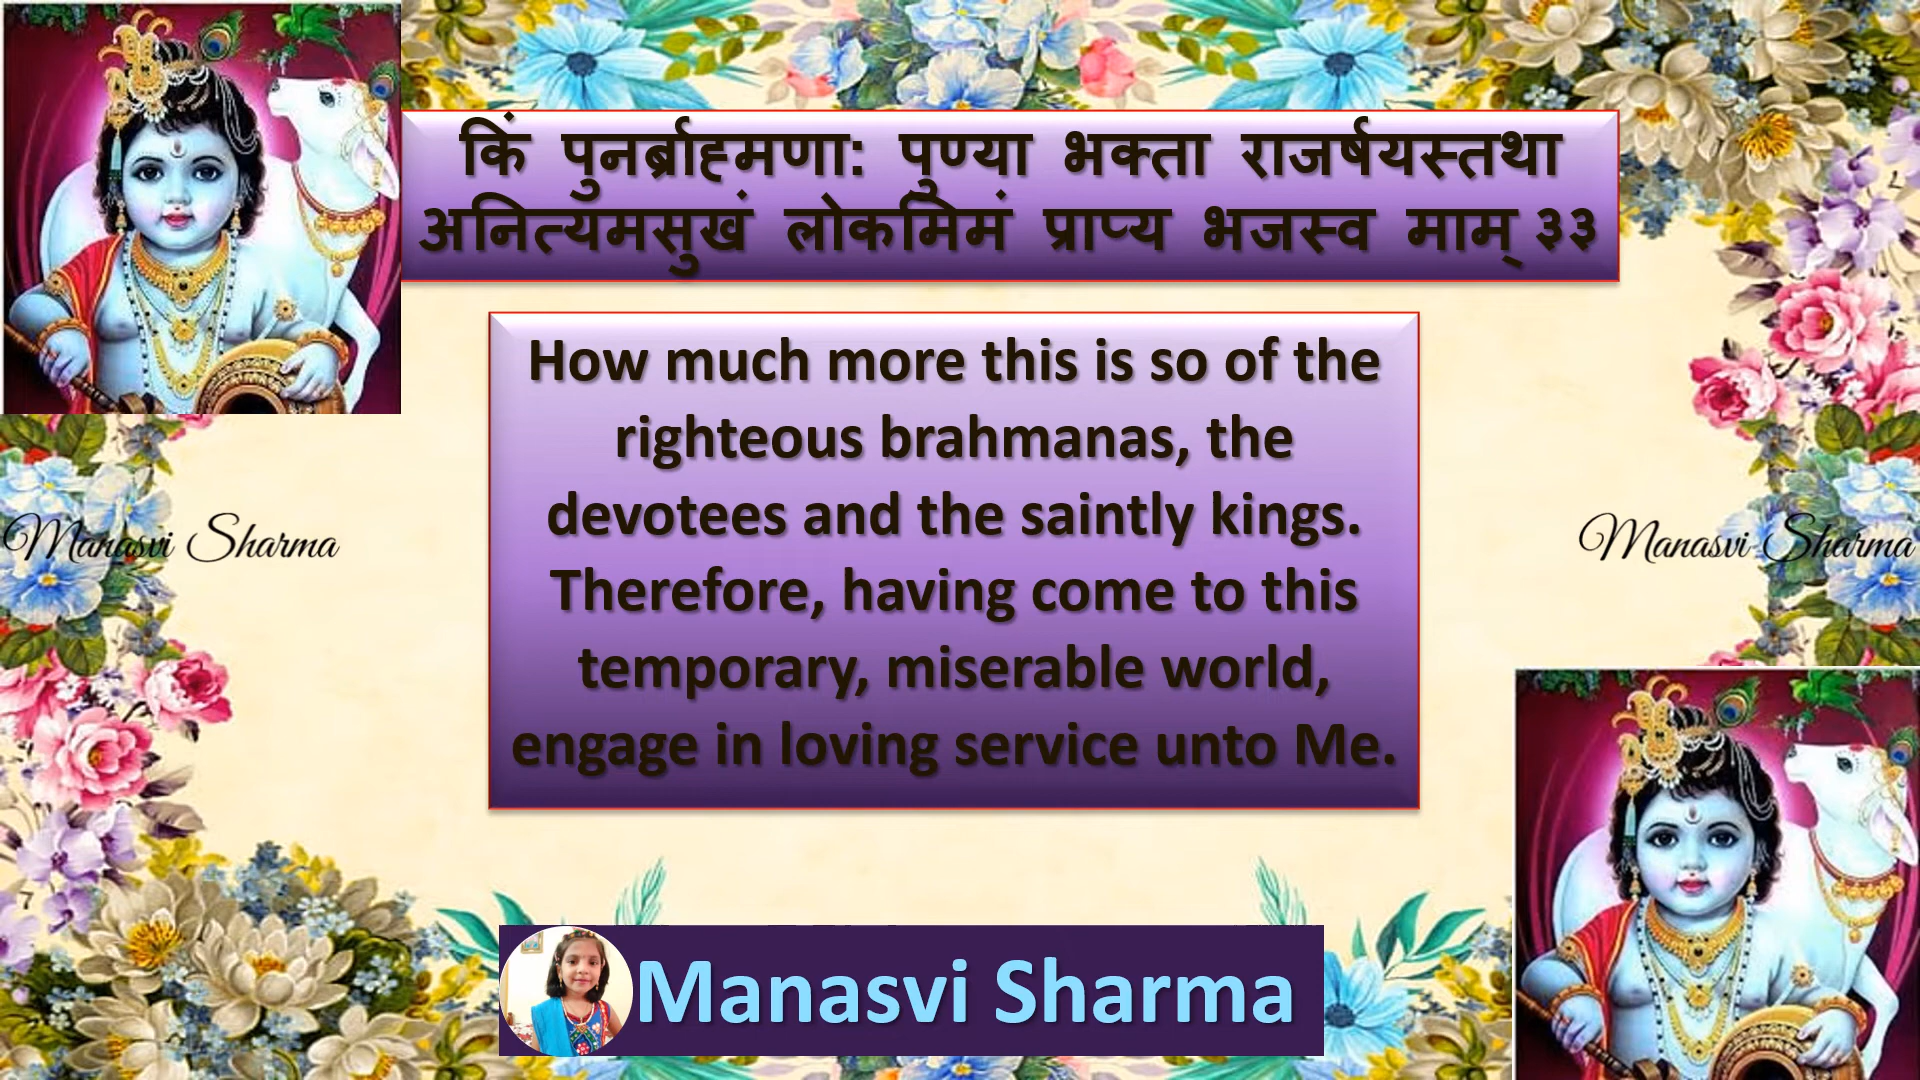 किं पुनर्ब्राह्मणा: पुण्या भक्ता राजर्षयस्तथा
अनित्यमसुखं लोकमिमं प्राप्य भजस्व माम् ३३
How much more this is so of the
righteous brahmanas, the
devotees and the saintly kings.
Therefore, having come to this
temporary, miserable world,
engage in loving service unto Me.
Manasvi Sharma
Manasvi Sharma
Manasvi Sharma